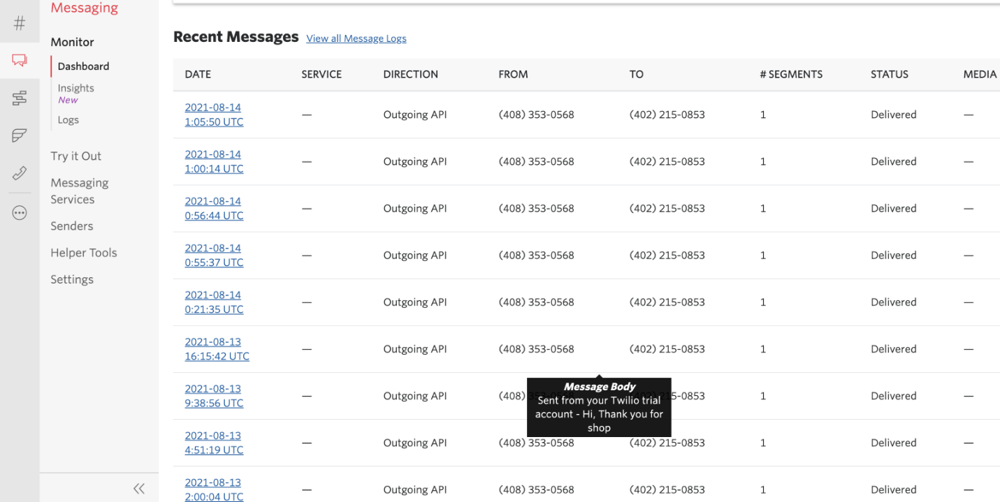 Messaging
Monitor
Dashboard
Insights
New
Logs
Try it Out
Messaging
Services
Senders
Helper Tools
Settings
Recent Messages View all Message Logs
DATE SERVICE DIRECTION FROM TO # SEGMENTS STATUS MEDIA
2021-08-14
1:05:50 UTC — Outgoing API (408) 353-0568 (402) 215-0853 1 Delivered —
2021-08-14
1:00:14 UTC — Outgoing API (408) 353-0568 (402) 215-0853 1 Delivered —
2021-08-14
0:56:44 UTC — Outgoing API (408) 353-0568 (402) 215-0853 1 Delivered —
2021-08-14
0:55:37 UTC — Outgoing API (408) 353-0568 (402) 215-0853 1 Delivered —
2021-08-14
0:21:35 UTC — Outgoing API (408) 353-0568 (402) 215-0853 1 Delivered —
2021-08-13
16:15:42 UTC — Outgoing API (408) 353-0568 (402) 215-0853 1 Delivered —
Message Body
Sent from your Twilio trial
account - Hi, Thank you for
shop
2021-08-13
9:38:56 UTC — Outgoing API (408) 5-0853 1 Delivered —
2021-08-13
4:51:19 UTC — Outgoing API (408) 353-0568 (402) 215-0853 1 Delivered —
2021-08-13
2:00:04 UTC — Outgoing API (408) 353-0568 (402) 215-0853 1 Delivered —